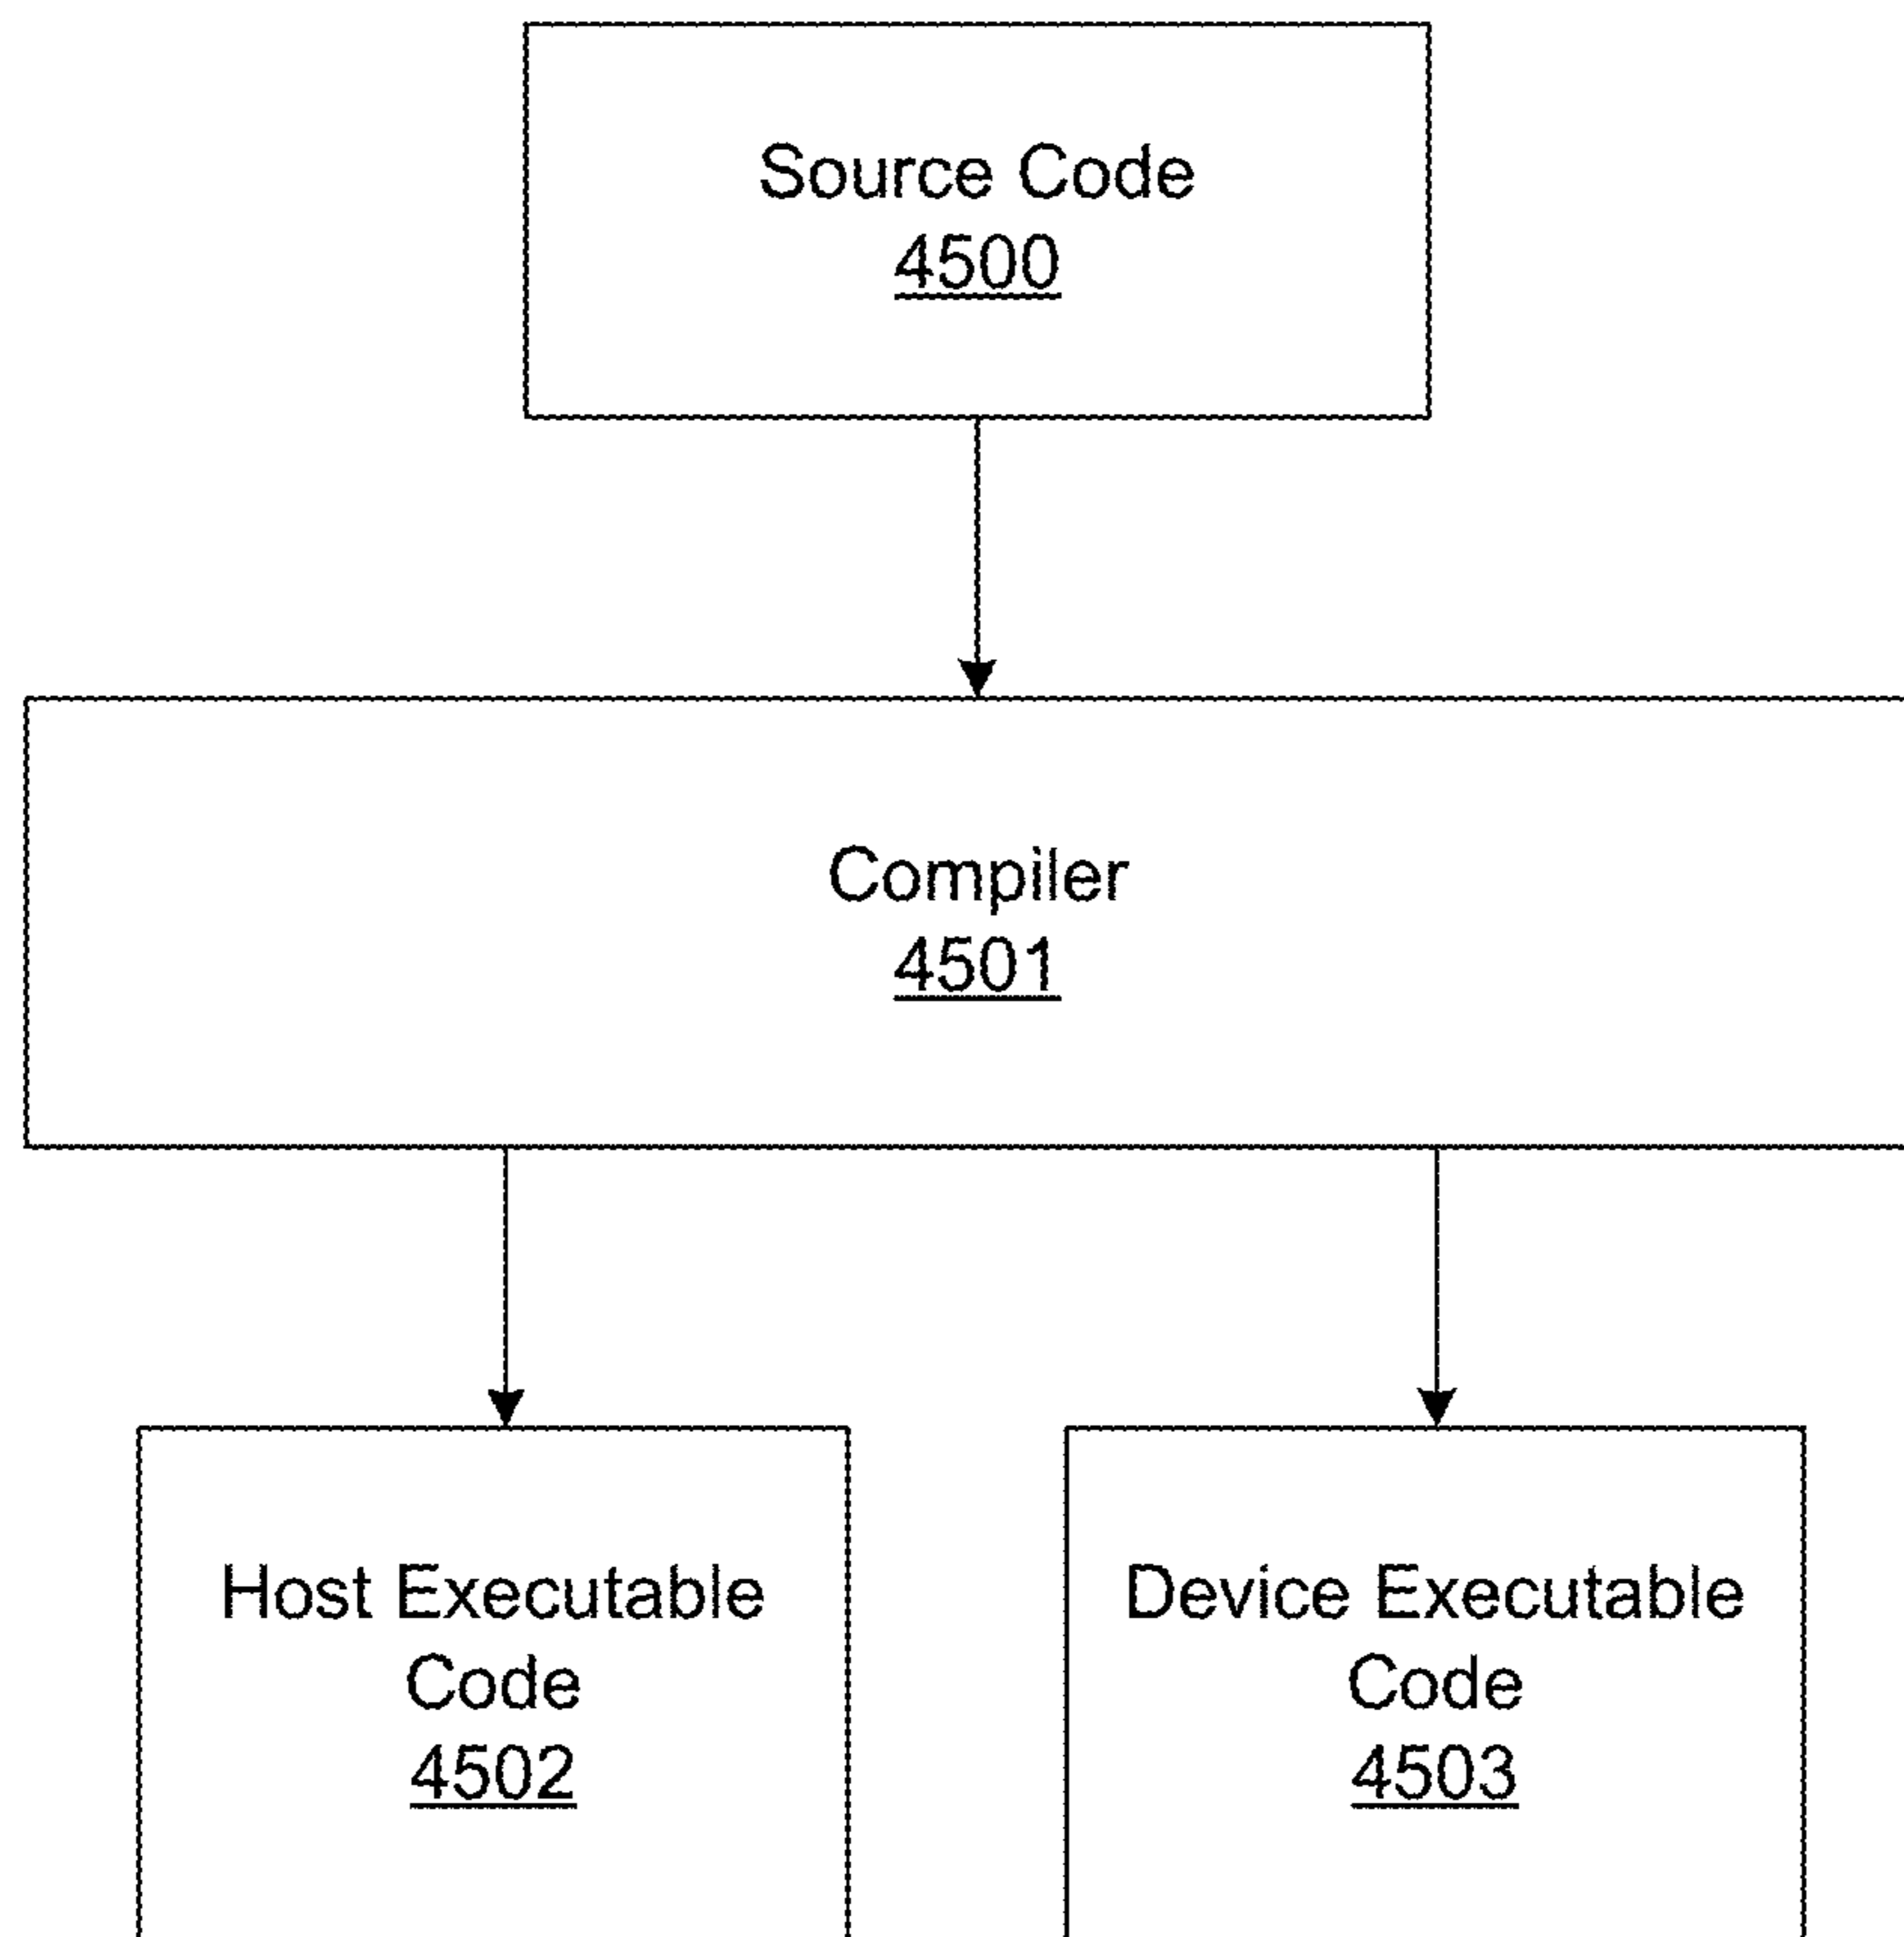 Source Code
4500
Compiler
4501
Host Executable
Code
4502
Device Executable
Code
4503